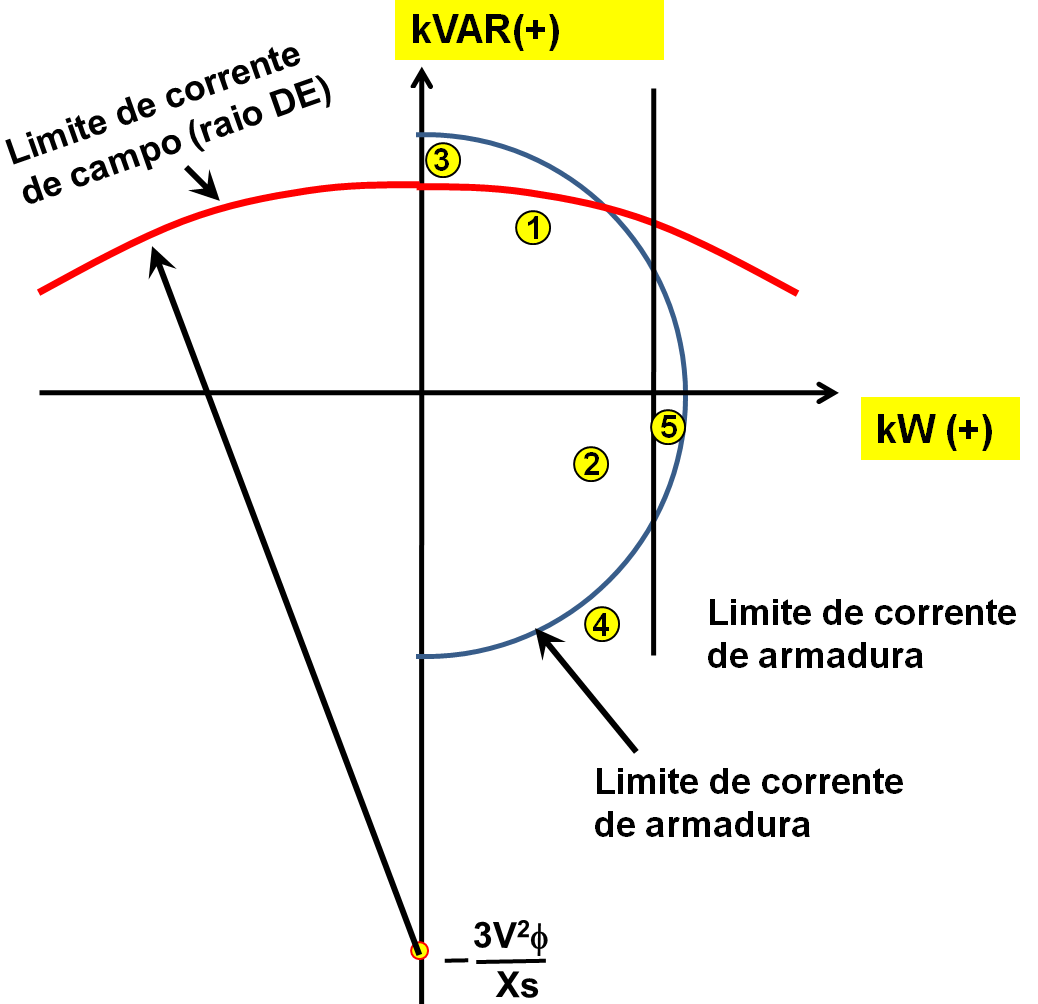 kVAR(+)
Limite de corrente
de campo (raio DE)
3
1
5
kW (+)
2
4
Limite de corrente
de armadura
Limite de corrente
de armadura
– 3V²ϕ
Xs